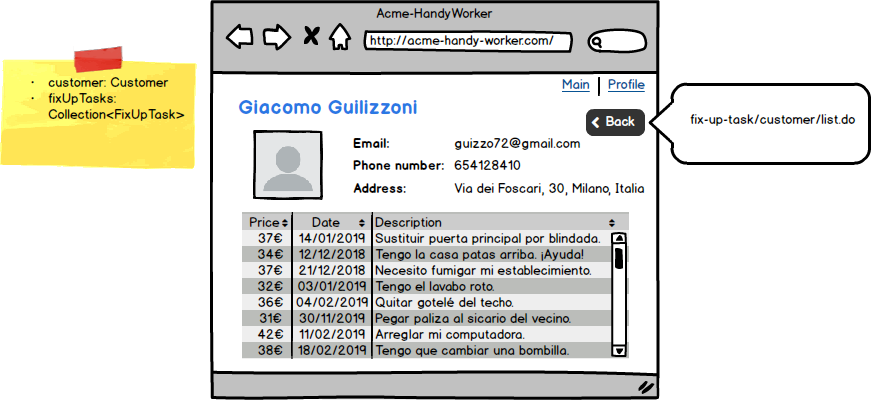 Acme-HandyWorker
http://acme-handy-worker.com/
• customer: Customer
• fixUpTasks:
Collection<FixUpTask>
Main | Profile
Giacomo Guilizzoni
Back
fix-up-task/customer/list.do
Email: guizzo72@gmail.com
Phone number: 654128410
Address: Via dei Foscari, 30, Milano, Italia
Price Date Description
37€ 14/01/2019 Sustituir puerta principal por blindada.
34€ 12/12/2018 Tengo la casa patas arriba. ¡Ayuda!
37€ 21/12/2018 Necesito fumigar mi establecimiento.
32€ 03/01/2019 Tengo el lavabo roto.
36€ 04/02/2019 Quitar gotelé del techo.
31€ 30/11/2019 Pegar paliza al sicario del vecino.
42€ 11/02/2019 Arreglar mi computadora.
38€ 18/02/2019 Tengo que cambiar una bombilla.